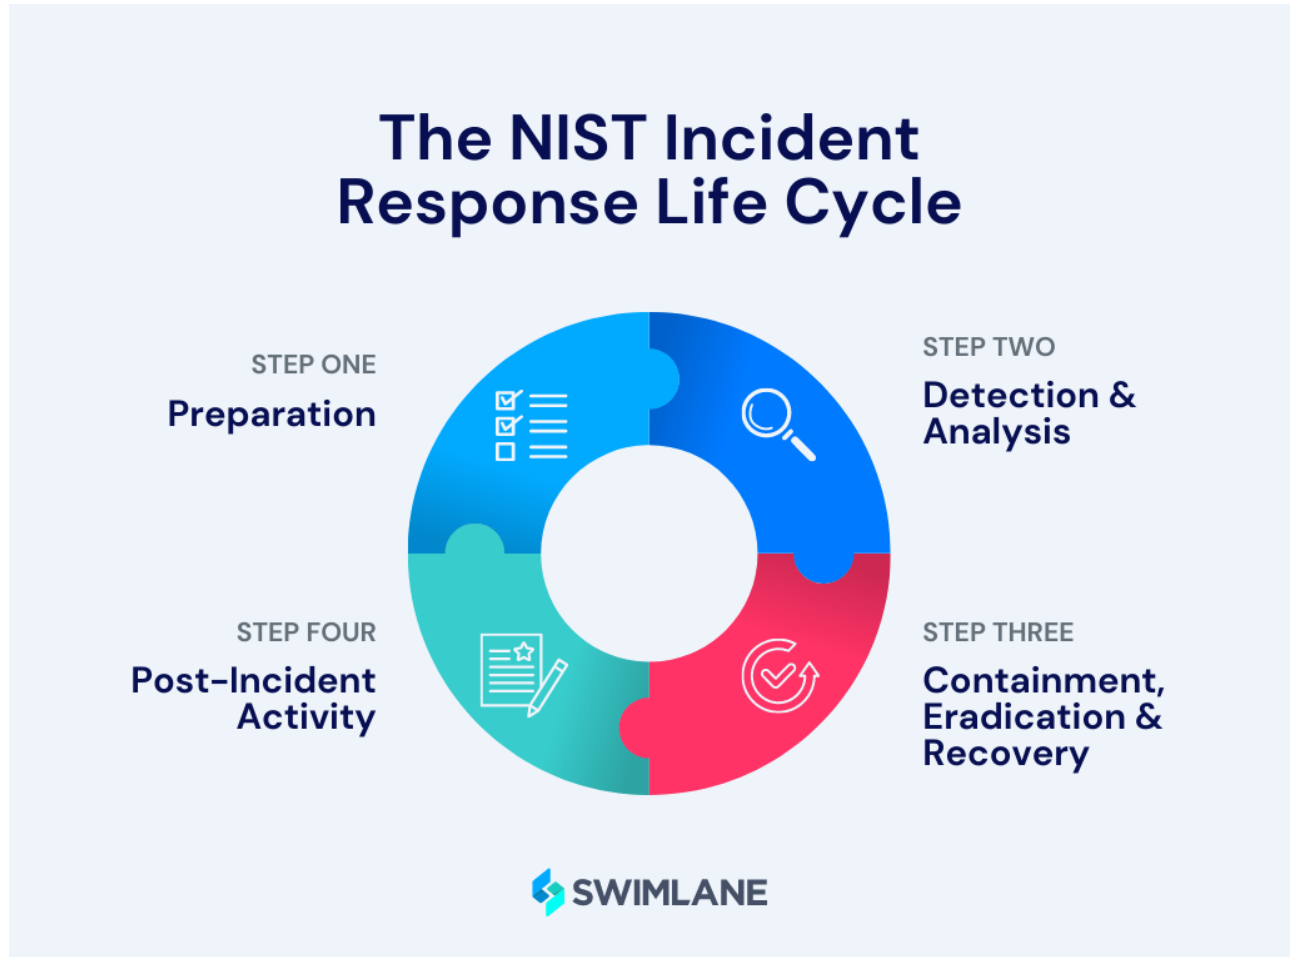 The NIST Incident
Response Life Cycle
STEP ONE
Preparation
STEP TWO
Detection &
Analysis
STEP THREE
Containment,
Eradication &
Recovery
STEP FOUR
Post-Incident
Activity
SWIMLANE